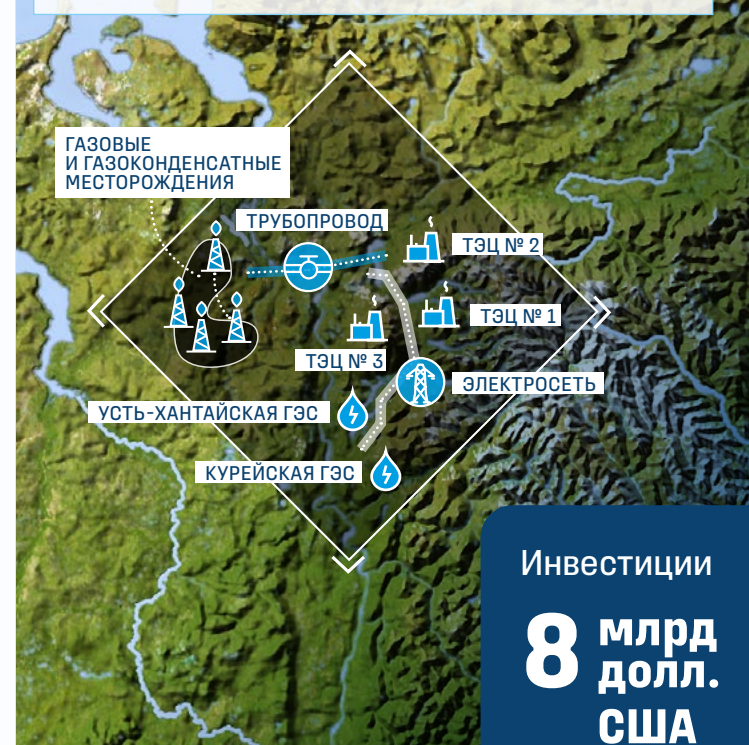 ГАЗОВЫЕ
И ГАЗОКОНДЕНСАТНЫЕ
МЕСТОРОЖДЕНИЯ
ТРУБОПРОВОД
ТЭЦ № 2
ТЭЦ № 1
ТЭЦ № 3
ЭЛЕКТРОСЕТЬ
УСТЬ-ХАНТАЙСКАЯ ГЭС
КУРЕЙСКАЯ ГЭС
Инвестиции
8 млрд
долл.
США